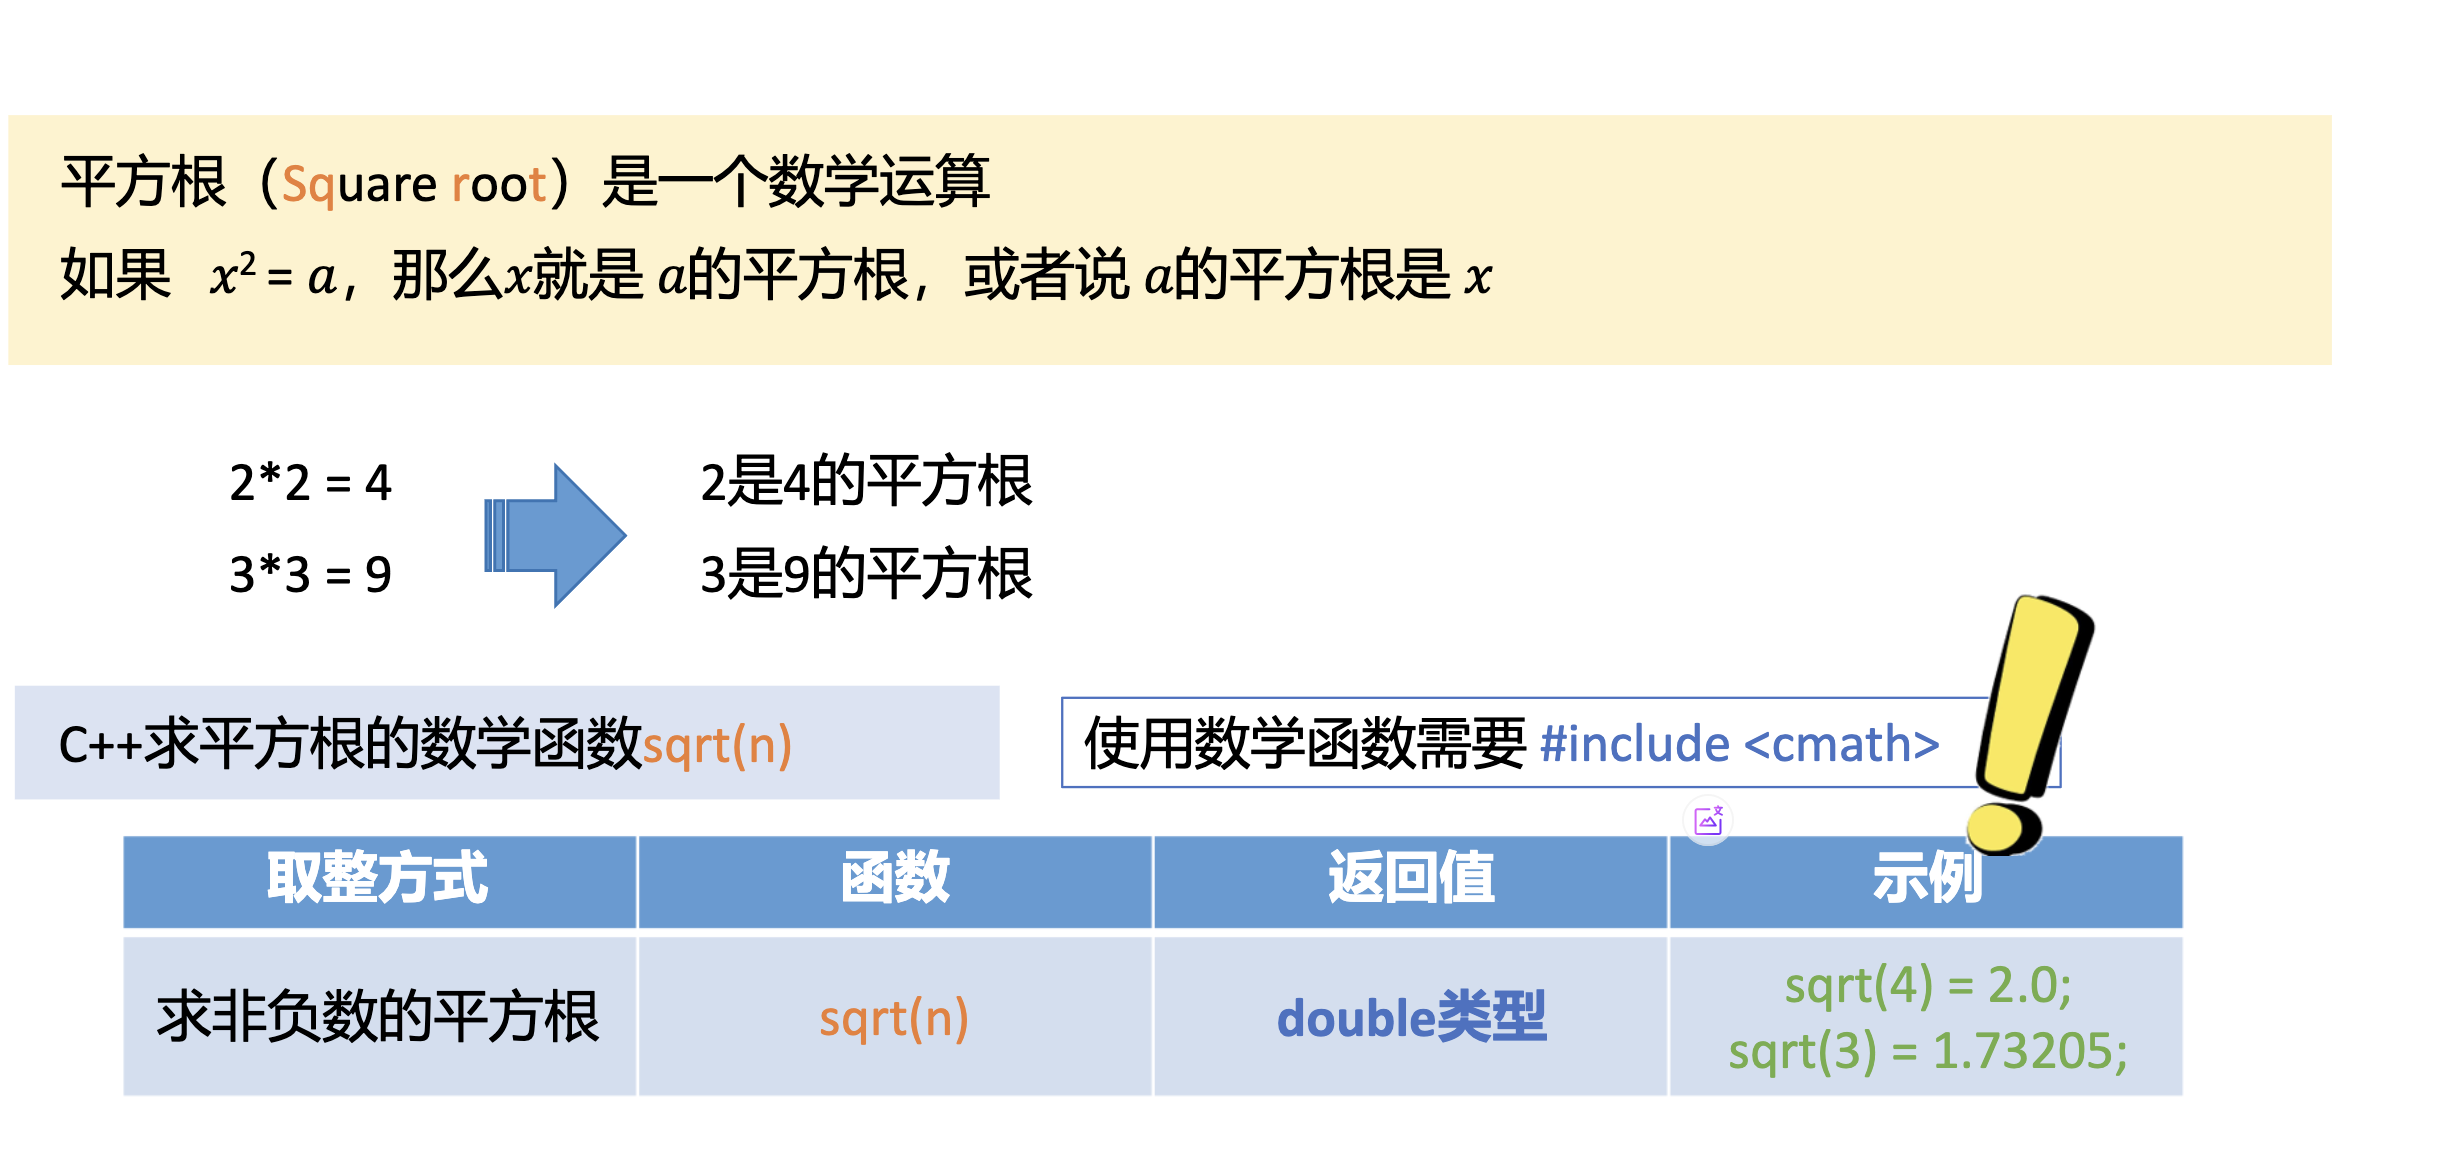 平方根（Square root）是一个数学运算
如果 x² = a，那么x就是 a的平方根，或者说 a的平方根是 x
2*2 = 4
2是4的平方根
3*3 = 9
3是9的平方根
C++求平方根的数学函数sqrt(n)
使用数学函数需要 #include <cmath>
取整方式 函数 返回值 示例
求非负数的平方根 sqrt(n) double类型 sqrt(4) = 2.0;
sqrt(3) = 1.73205;